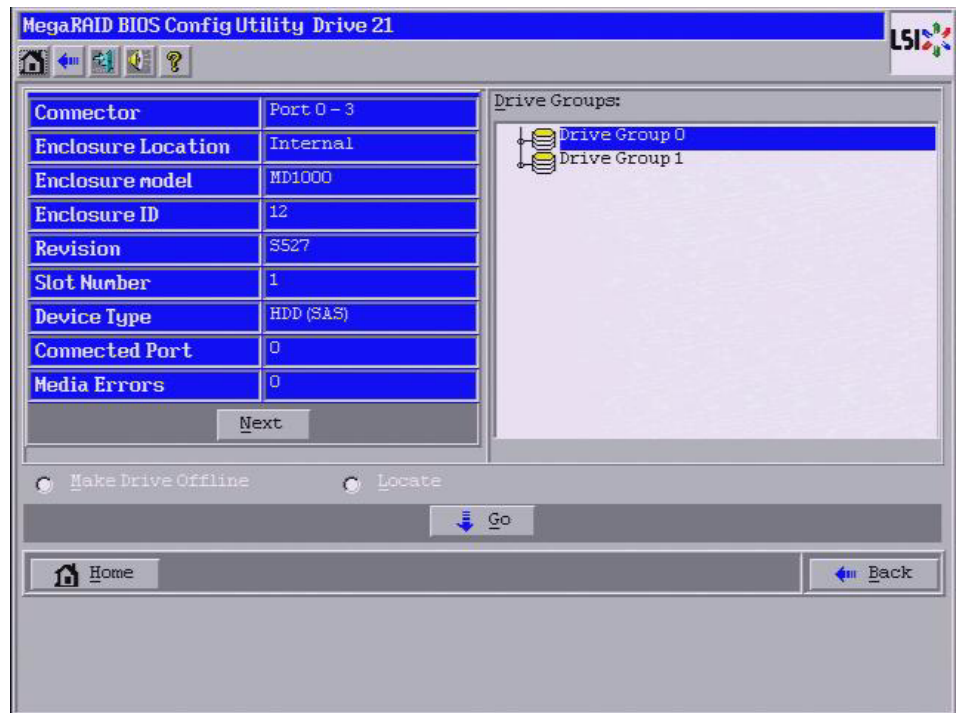 MegaRAID BIOS Config Utility Drive 21
LSI
Connector Port 0 - 3
Enclosure Location Internal
Enclosure model MD1000
Enclosure ID 12
Revision S527
Slot Number 1
Device Type HDD (SAS)
Connected Port 0
Media Errors 0
Next
Drive Groups:
Drive Group 0
Drive Group 1
Make Drive Offline Locate
Go
Home Back